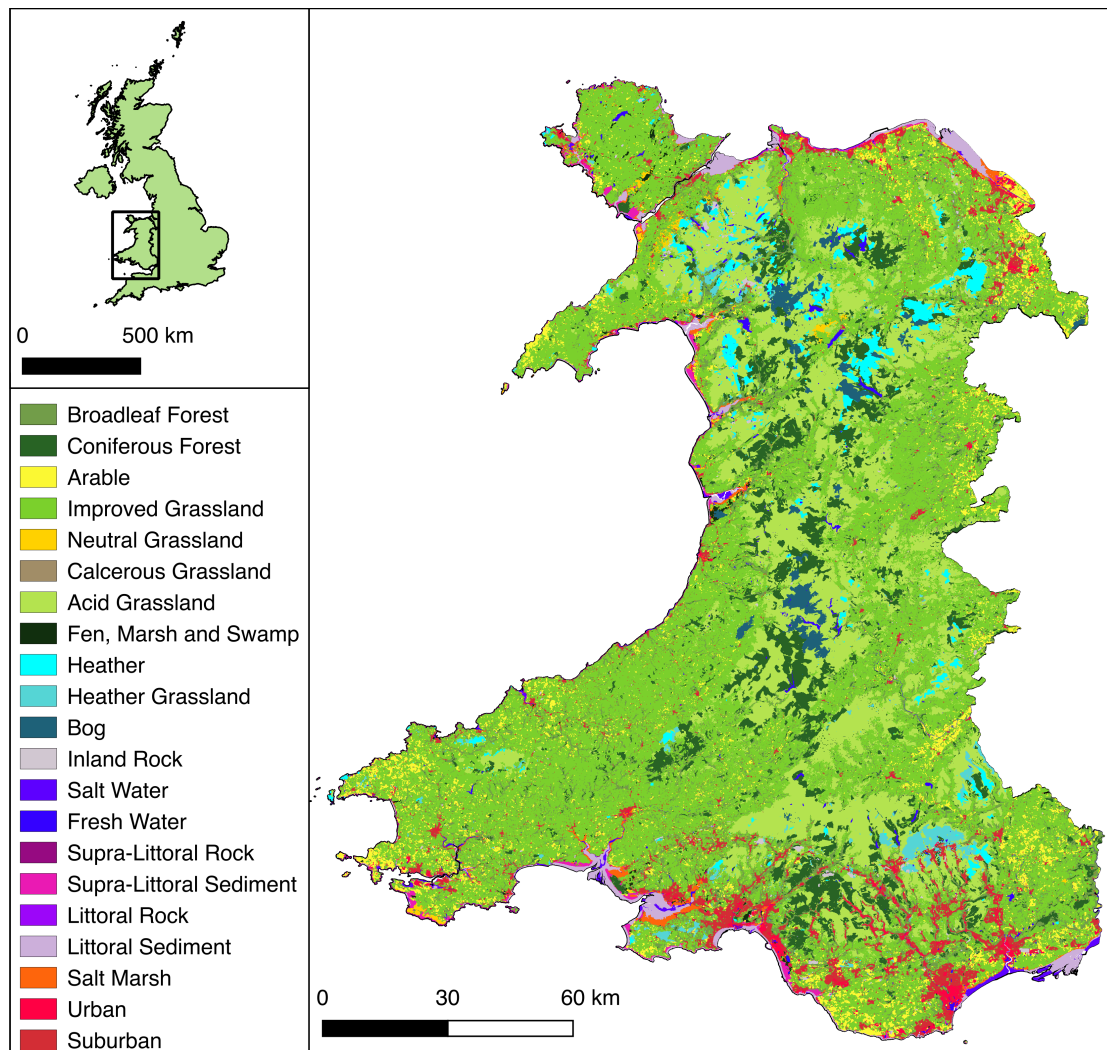 0 500 km
Broadleaf Forest
Coniferous Forest
Arable
Improved Grassland
Neutral Grassland
Calcerous Grassland
Acid Grassland
Fen, Marsh and Swamp
Heather
Heather Grassland
Bog
Inland Rock
Salt Water
Fresh Water
Supra-Littoral Rock
Supra-Littoral Sediment
Littoral Rock
Littoral Sediment
Salt Marsh
Urban
Suburban
0 30 60 km